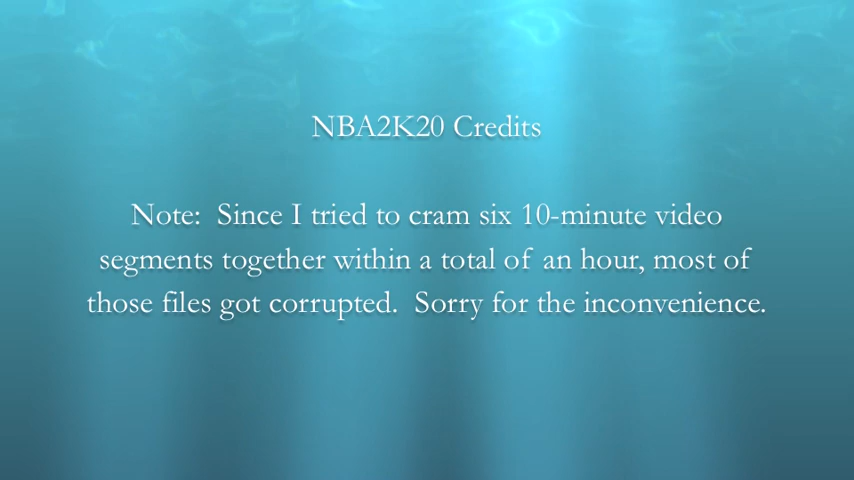 NBA2K20 Credits
Note:  Since I tried to cram six 10-minute video
segments together within a total of an hour, most of
those files got corrupted.  Sorry for the inconvenience.